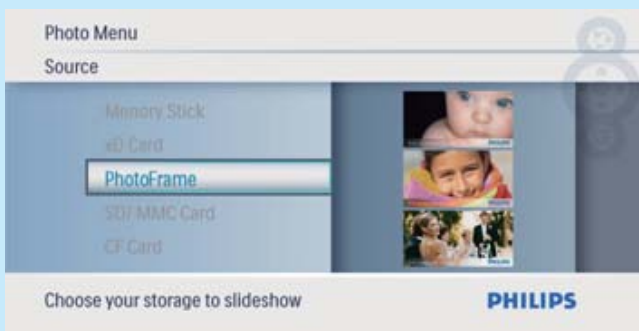 Photo Menu
Source
Memory Stick
xD Card
PhotoFrame
SD/ MMC Card
CF Card
Choose your storage to slideshow
PHILIPS